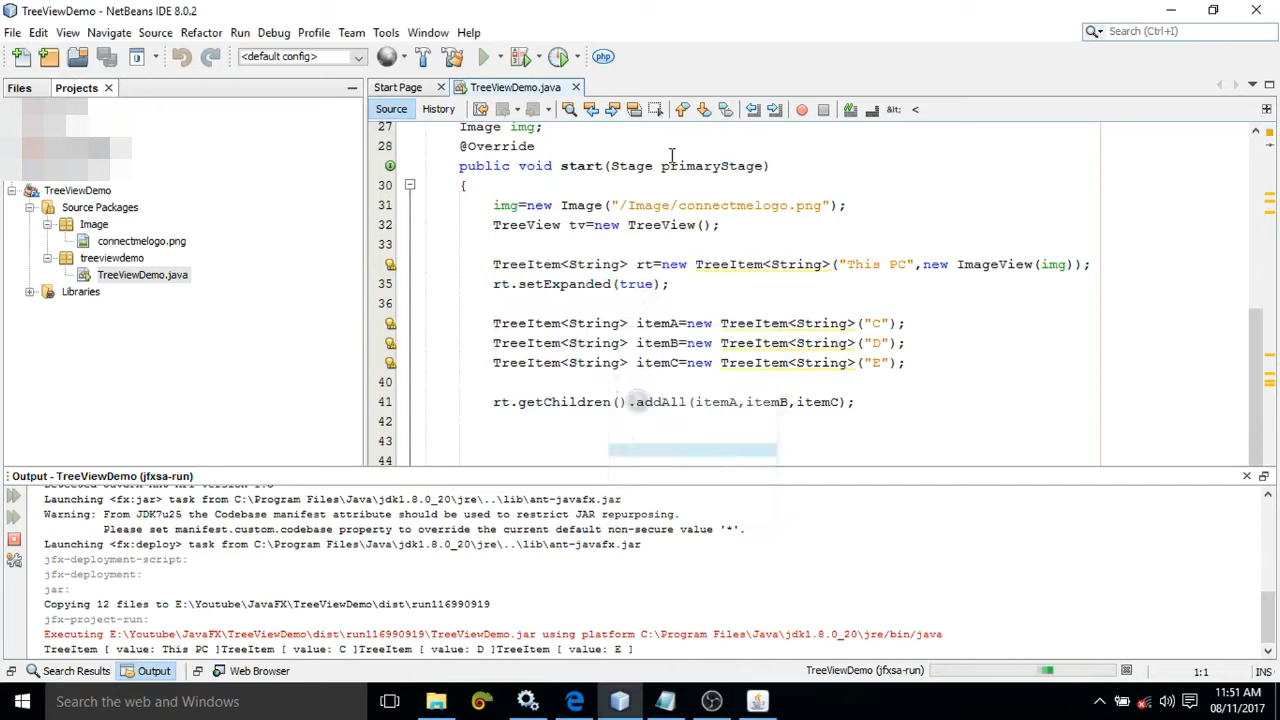 TreeViewDemo - NetBeans IDE 8.0.2
File Edit View Navigate Source Refactor Run Debug Profile Team Tools Window Help
Search (Ctrl+I)
<default config>
php
Files Projects
Start Page TreeViewDemo.java
Source History
TreeViewDemo
Source Packages
Image
connectmelogo.png
treeviewdemo
TreeViewDemo.java
Libraries
27 Image img;
28 @Override
public void start(Stage primaryStage)
30 {
31 img=new Image("/Image/connectmelogo.png");
32 TreeView tv=new TreeView();
33
TreeItem<String> rt=new TreeItem<String>("This PC",new ImageView(img));
35 rt.setExpanded(true);
36
TreeItem<String> itemA=new TreeItem<String>("C");
TreeItem<String> itemB=new TreeItem<String>("D");
TreeItem<String> itemC=new TreeItem<String>("E");
40
41 rt.getChildren().addAll(itemA,itemB,itemC);
42
43
44
Output - TreeViewDemo (jfxsa-run)
Launching <fx:jar> task from C:\Program Files\Java\jdk1.8.0_20\jre\..\lib\ant-javafx.jar
Warning: From JDK7u25 the Codebase manifest attribute should be used to restrict JAR repurposing.
Please set manifest.custom.codebase property to override the current default non-secure value '*'.
Launching <fx:deploy> task from C:\Program Files\Java\jdk1.8.0_20\jre\..\lib\ant-javafx.jar
jfx-deployment-script:
jfx-deployment:
jar:
Copying 12 files to E:\Youtube\JavaFX\TreeViewDemo\dist\run116990919
jfx-project-run:
Executing E:\Youtube\JavaFX\TreeViewDemo\dist\run116990919\TreeViewDemo.jar using platform C:\Program Files\Java\jdk1.8.0_20\jre/bin/java
TreeItem [ value: This PC ]TreeItem [ value: C ]TreeItem [ value: D ]TreeItem [ value: E ]
Search Results Output Web Browser
TreeViewDemo (jfxsa-run)
1:1 INS
Search the web and Windows
11:51 AM
08/11/2017